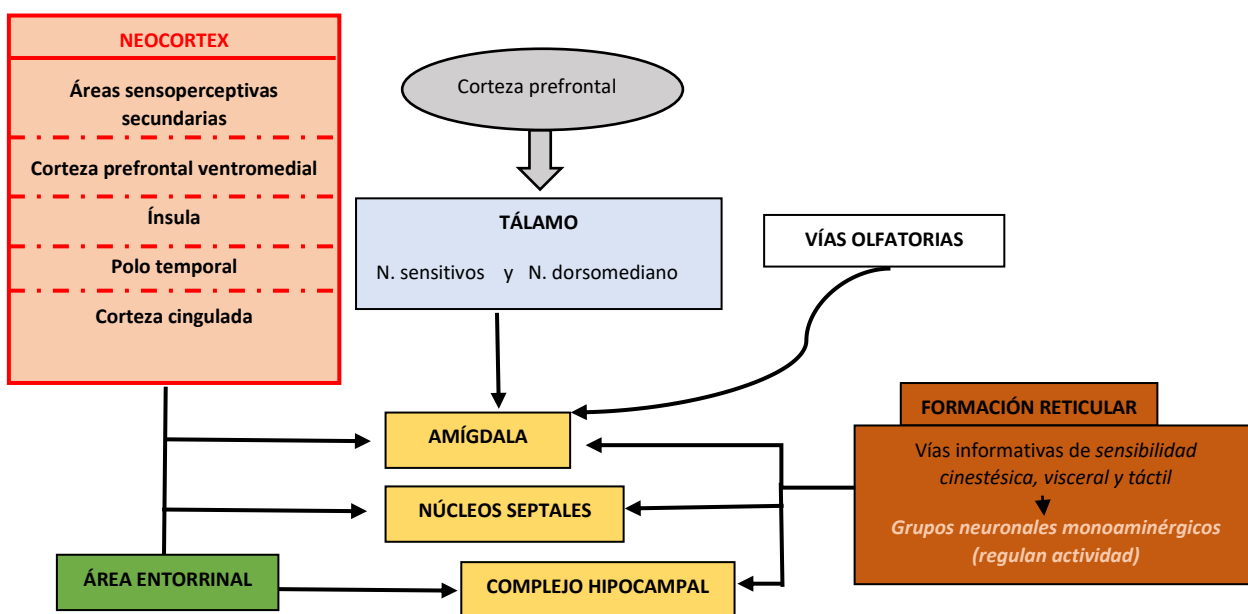 NEOCORTEX
Áreas sensoperceptivas
secundarias
Corteza prefrontal ventromedial
Ínsula
Polo temporal
Corteza cingulada
Corteza prefrontal
TÁLAMO
N. sensitivos y N. dorsomediano
VÍAS OLFATORIAS
AMÍGDALA
NÚCLEOS SEPTALES
ÁREA ENTORRINAL
COMPLEJO HIPOCAMPAL
FORMACIÓN RETICULAR
Vías informativas de sensibilidad
cinestésica, visceral y táctil
Grupos neuronales monoaminérgicos
(regulan actividad)